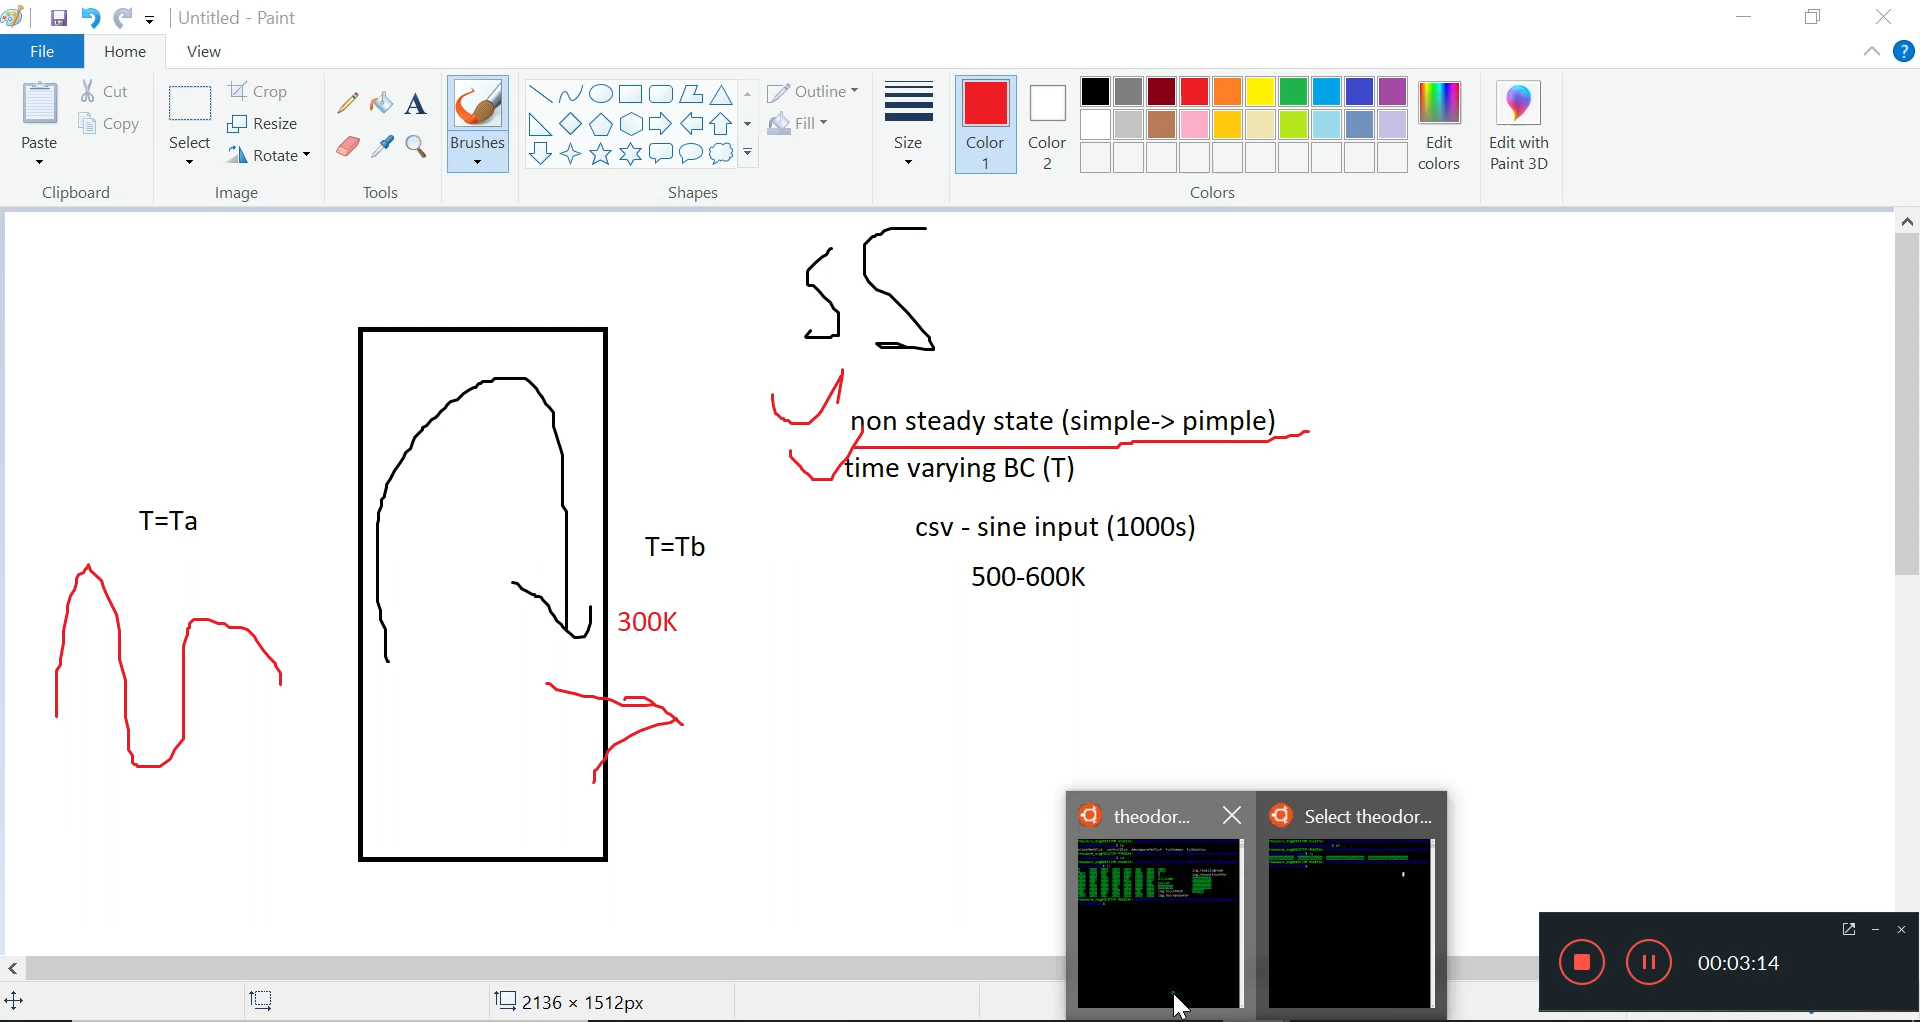 Untitled - Paint
File Home View
Paste
Cut
Copy
Clipboard
Select
Crop
Resize
Rotate
Image
Tools
Brushes
Shapes
Outline
Fill
Size
Color 1
Color 2
Colors
Edit colors
Edit with Paint 3D
SS
non steady state (simple-> pimple)
time varying BC (T)
csv - sine input (1000s)
500-600K
T=Ta
T=Tb
300K
theodor...
Select theodor...
00:03:14
2136 × 1512px